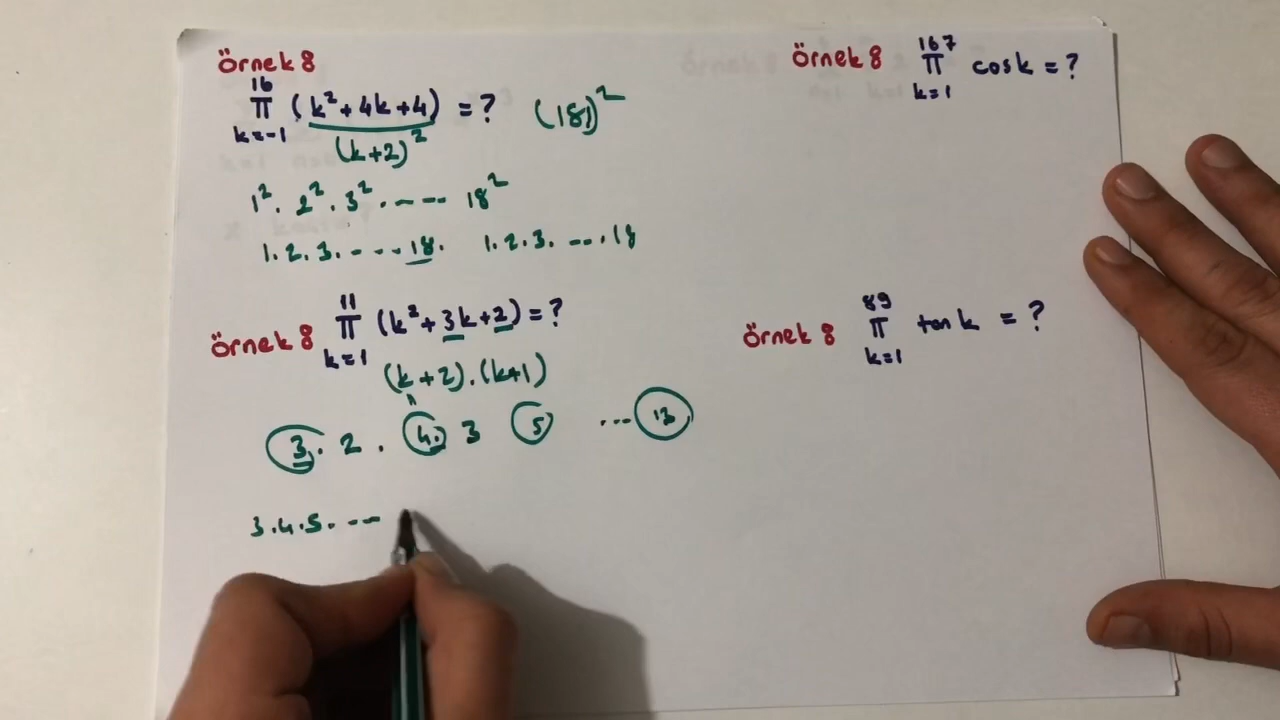 Örnek 8
16
π (k²+4k+4) = ? (18!)²
k=-1
(k+2)²
1². 2². 3². ---- 18²
1. 2. 3. ----18. 1. 2. 3. ---.18
Örnek 8
11
π (k²+3k+2)=?
k=1
(k+2).(k+1)
3. 2. 4. 3 5 ...13
3.4.5. ---
Örnek 8
167
π cosk = ?
k=1
Örnek 8
89
π tank = ?
k=1